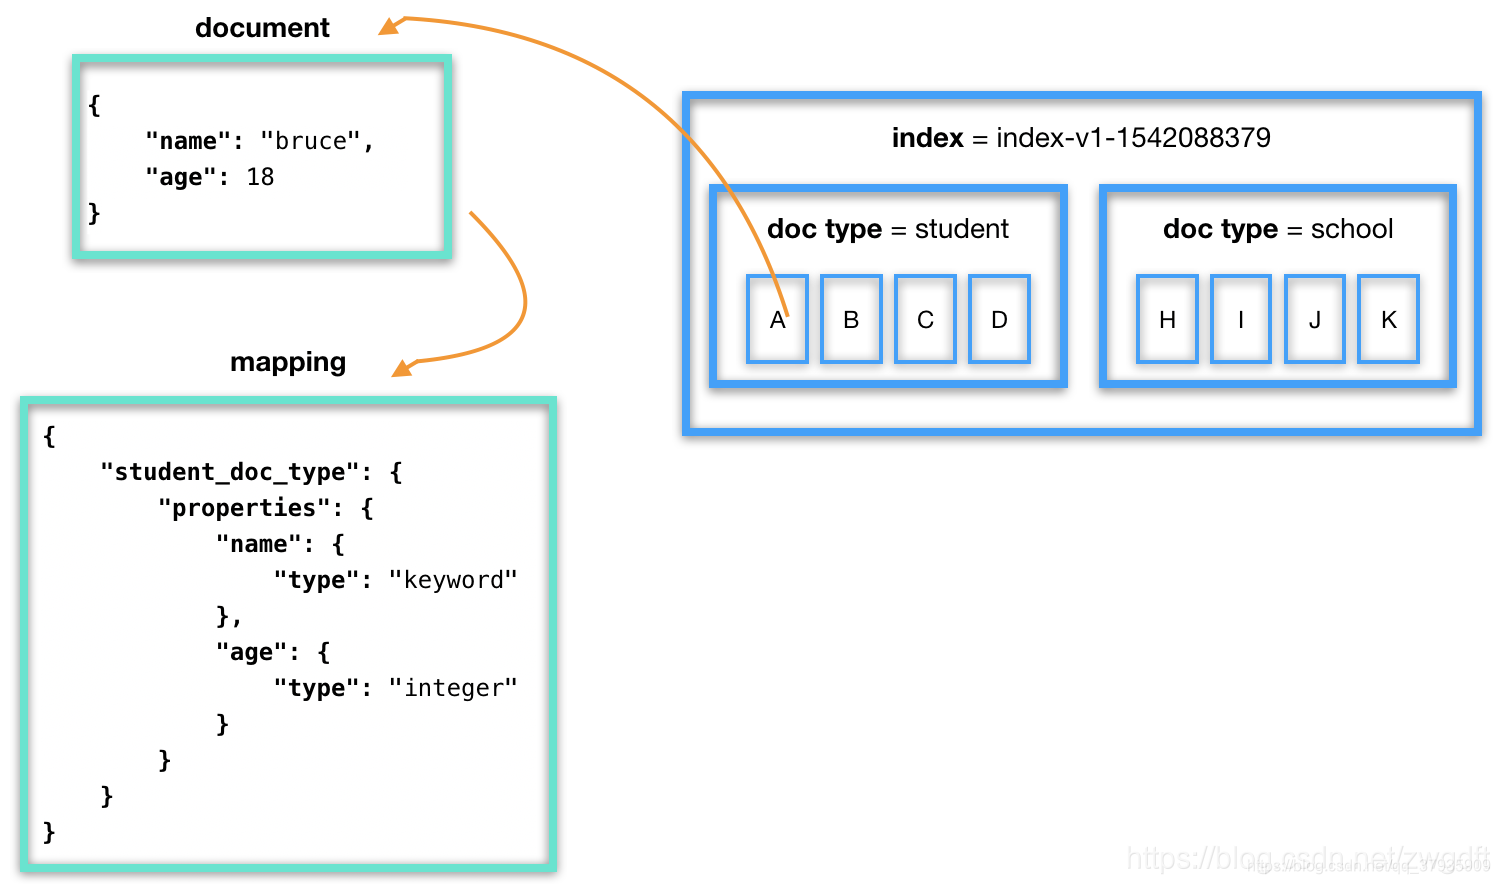 document
{
    "name": "bruce",
    "age": 18
}
mapping
{
    "student_doc_type": {
        "properties": {
            "name": {
                "type": "keyword"
            },
            "age": {
                "type": "integer"
            }
        }
    }
}
index = index-v1-1542088379
doc type = student
A B C D
doc type = school
H I J K
https://blog.csdn.net/zwgdft